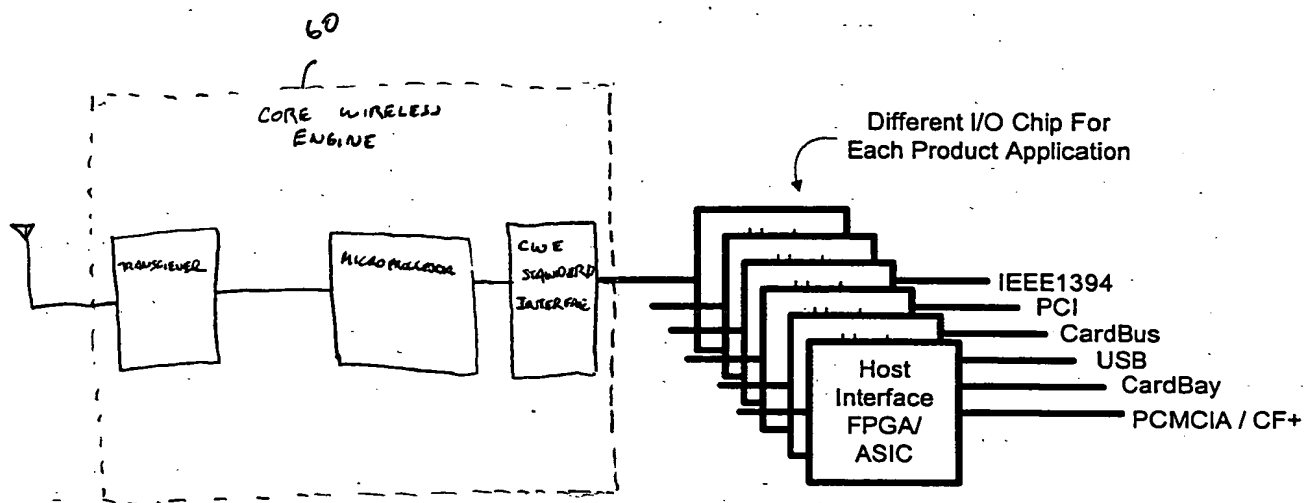 60
CORE WIRELESS
ENGINE
Different I/O Chip For
Each Product Application
TRANSCIEVER
MICROPROCESSOR
CWE
STANDERD
INTERFACE
IEEE1394
PCI
CardBus
USB
CardBay
PCMCIA / CF+
Host
Interface
FPGA/
ASIC